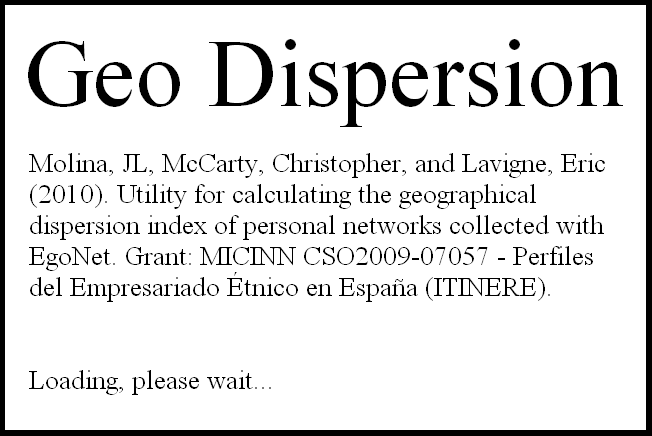 Geo Dispersion
Molina, JL, McCarty, Christopher, and Lavigne, Eric
(2010). Utility for calculating the geographical
dispersion index of personal networks collected with
EgoNet. Grant: MICINN CSO2009-07057 - Perfiles
del Empresariado Étnico en España (ITINERE).
Loading, please wait...